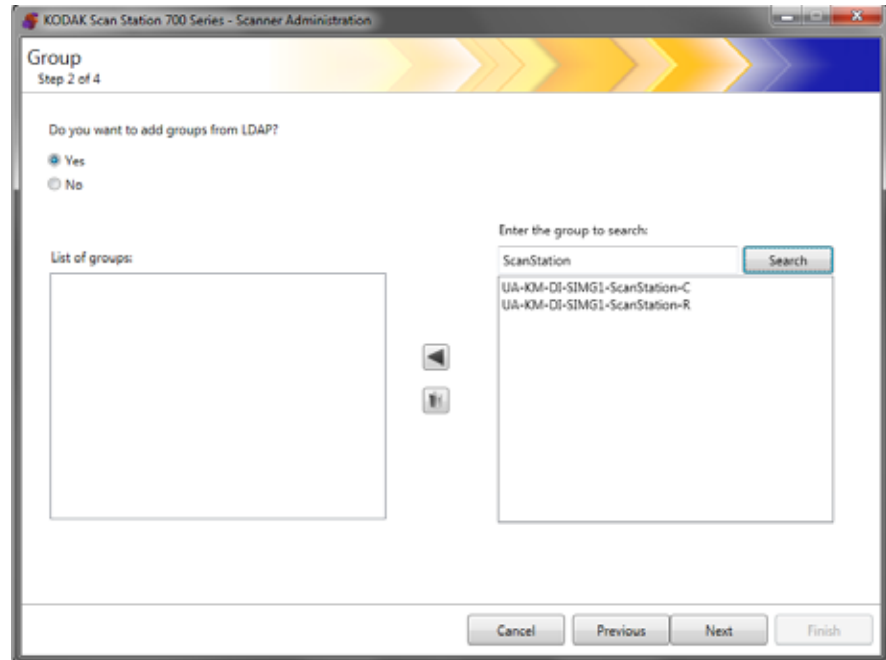 KODAK Scan Station 700 Series - Scanner Administration
Group
Step 2 of 4
Do you want to add groups from LDAP?
Yes
No
Enter the group to search:
List of groups:
ScanStation
Search
UA-KM-DI-SIMG1-ScanStation-C
UA-KM-DI-SIMG1-ScanStation-R
Cancel
Previous
Next
Finish